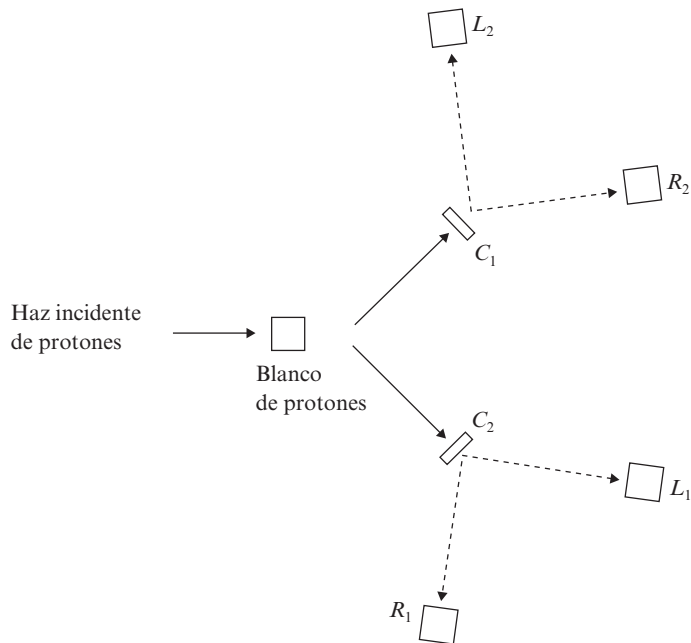 L₂
R₂
C₁
Haz incidente
de protones
Blanco
de protones
C₂
L₁
R₁